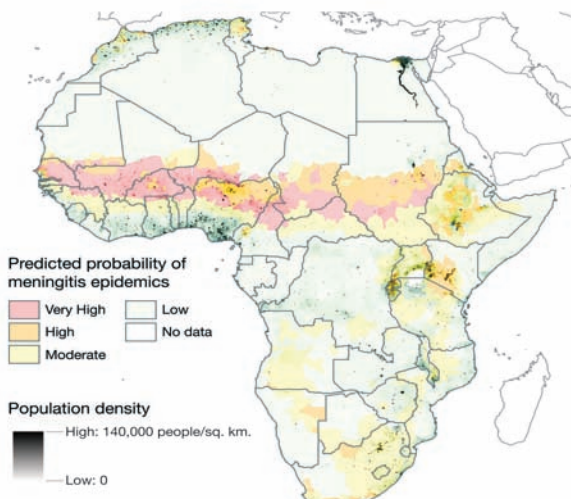 Predicted probability of
meningitis epidemics
Very High
High
Moderate
Low
No data
Population density
High: 140,000 people/sq. km.
Low: 0